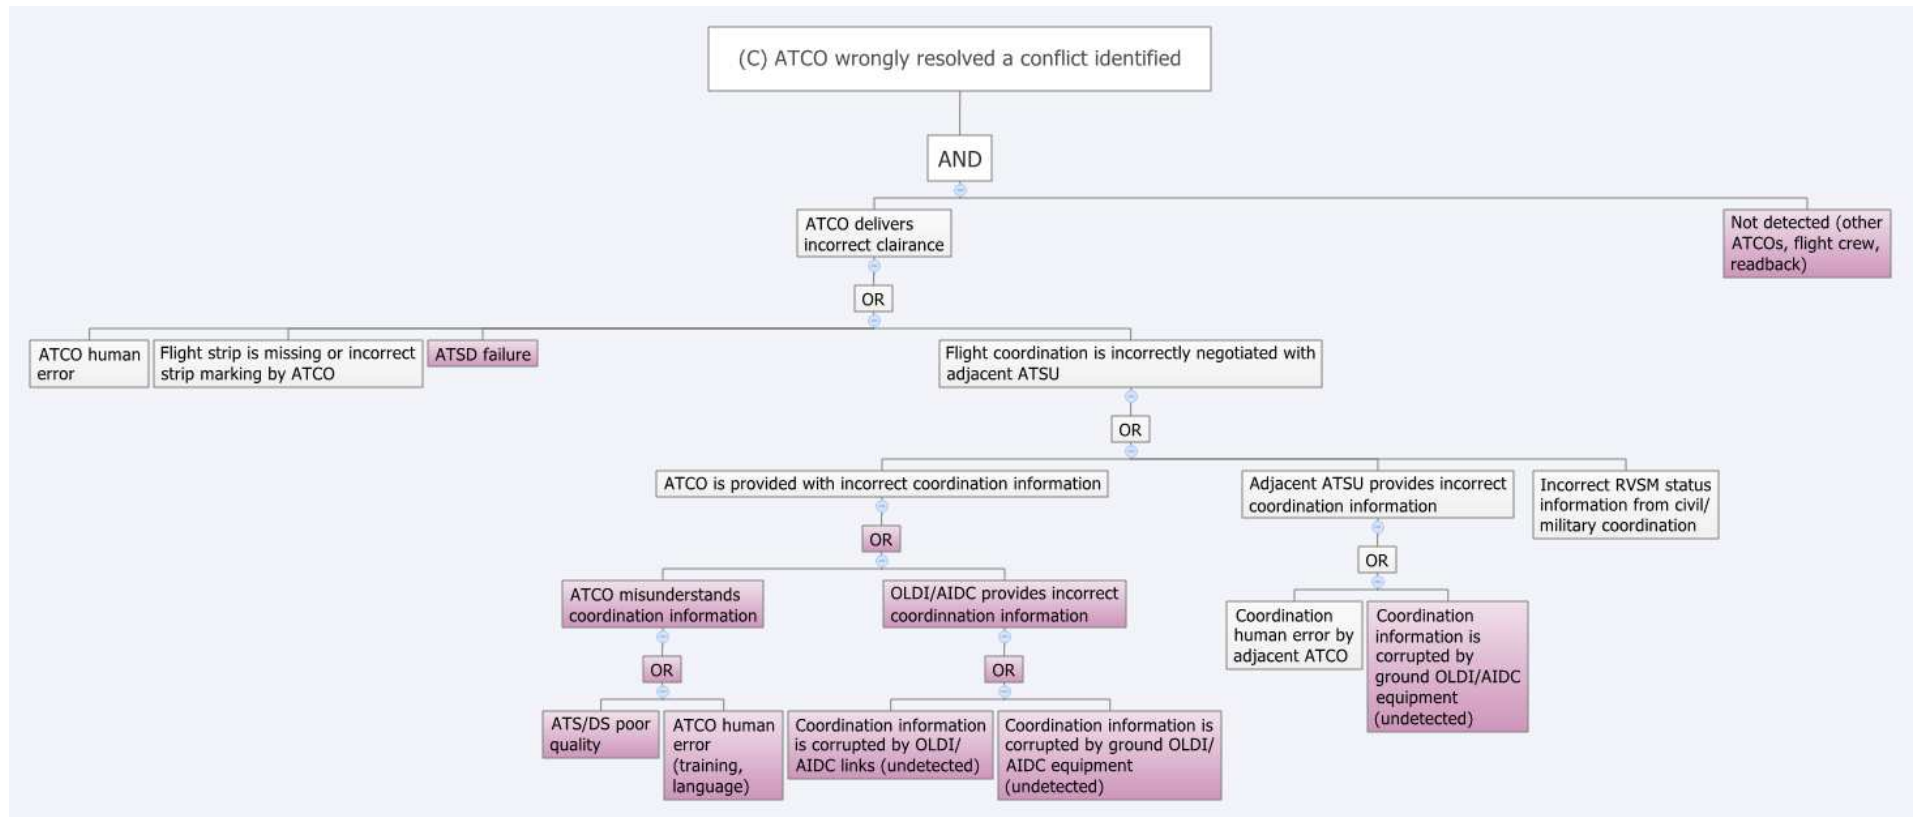 (C) ATCO wrongly resolved a conflict identified
AND
ATCO delivers
incorrect clairance
Not detected (other
ATCOs, flight crew,
readback)
OR
ATCO human
error
Flight strip is missing or incorrect
strip marking by ATCO
ATSD failure
Flight coordination is incorrectly negotiated with
adjacent ATSU
OR
ATCO is provided with incorrect coordination information
Adjacent ATSU provides incorrect
coordination information
Incorrect RVSM status
information from civil/
military coordination
OR
OR
ATCO misunderstands
coordination information
OLDI/AIDC provides incorrect
coordinnation information
Coordination
human error by
adjacent ATCO
Coordination
information is
corrupted by
ground OLDI/AIDC
equipment
(undetected)
OR
OR
ATS/DS poor
quality
ATCO human
error
(training,
language)
Coordination information
is corrupted by OLDI/
AIDC links (undetected)
Coordination information is
corrupted by ground OLDI/
AIDC equipment
(undetected)